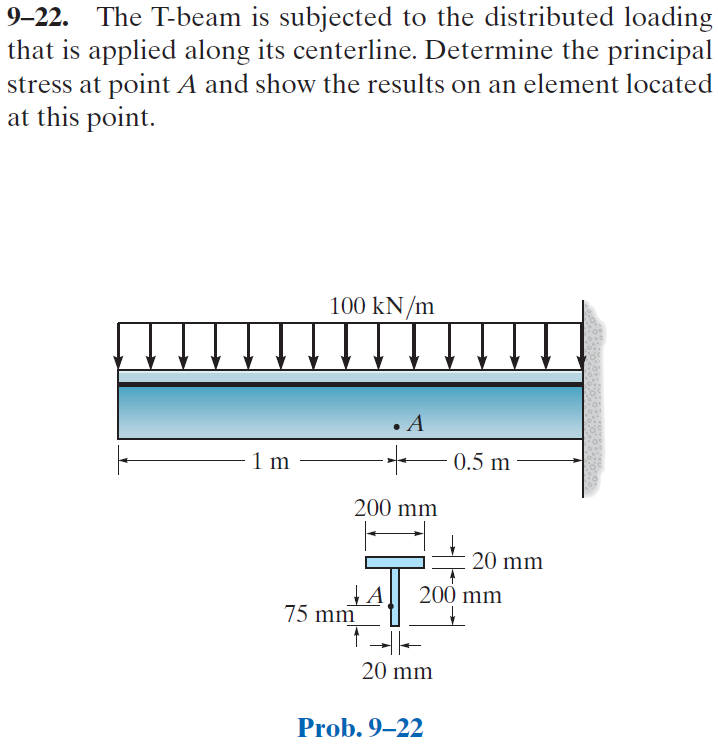 9–22. The T-beam is subjected to the distributed loading
that is applied along its centerline. Determine the principal
stress at point A and show the results on an element located
at this point.
100 kN/m
A
1 m
0.5 m
200 mm
20 mm
A
200 mm
75 mm
20 mm
Prob. 9–22